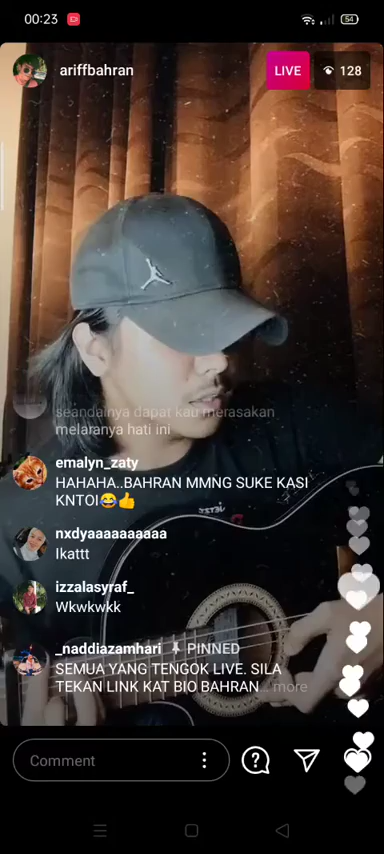 00:23
54
ariffbahran
LIVE
128
seandainya dapat kau merasakan
melaranya hati ini
emalyn_zaty
HAHAHA..BAHRAN MMNG SUKE KASI
KNTOI😂👍
nxdyaaaaaaaaaa
Ikattt
izzalasyraf_
Wkwkwkk
_naddiazamhari PINNED
SEMUA YANG TENGOK LIVE. SILA
TEKAN LINK KAT BIO BAHRAN... more
Comment